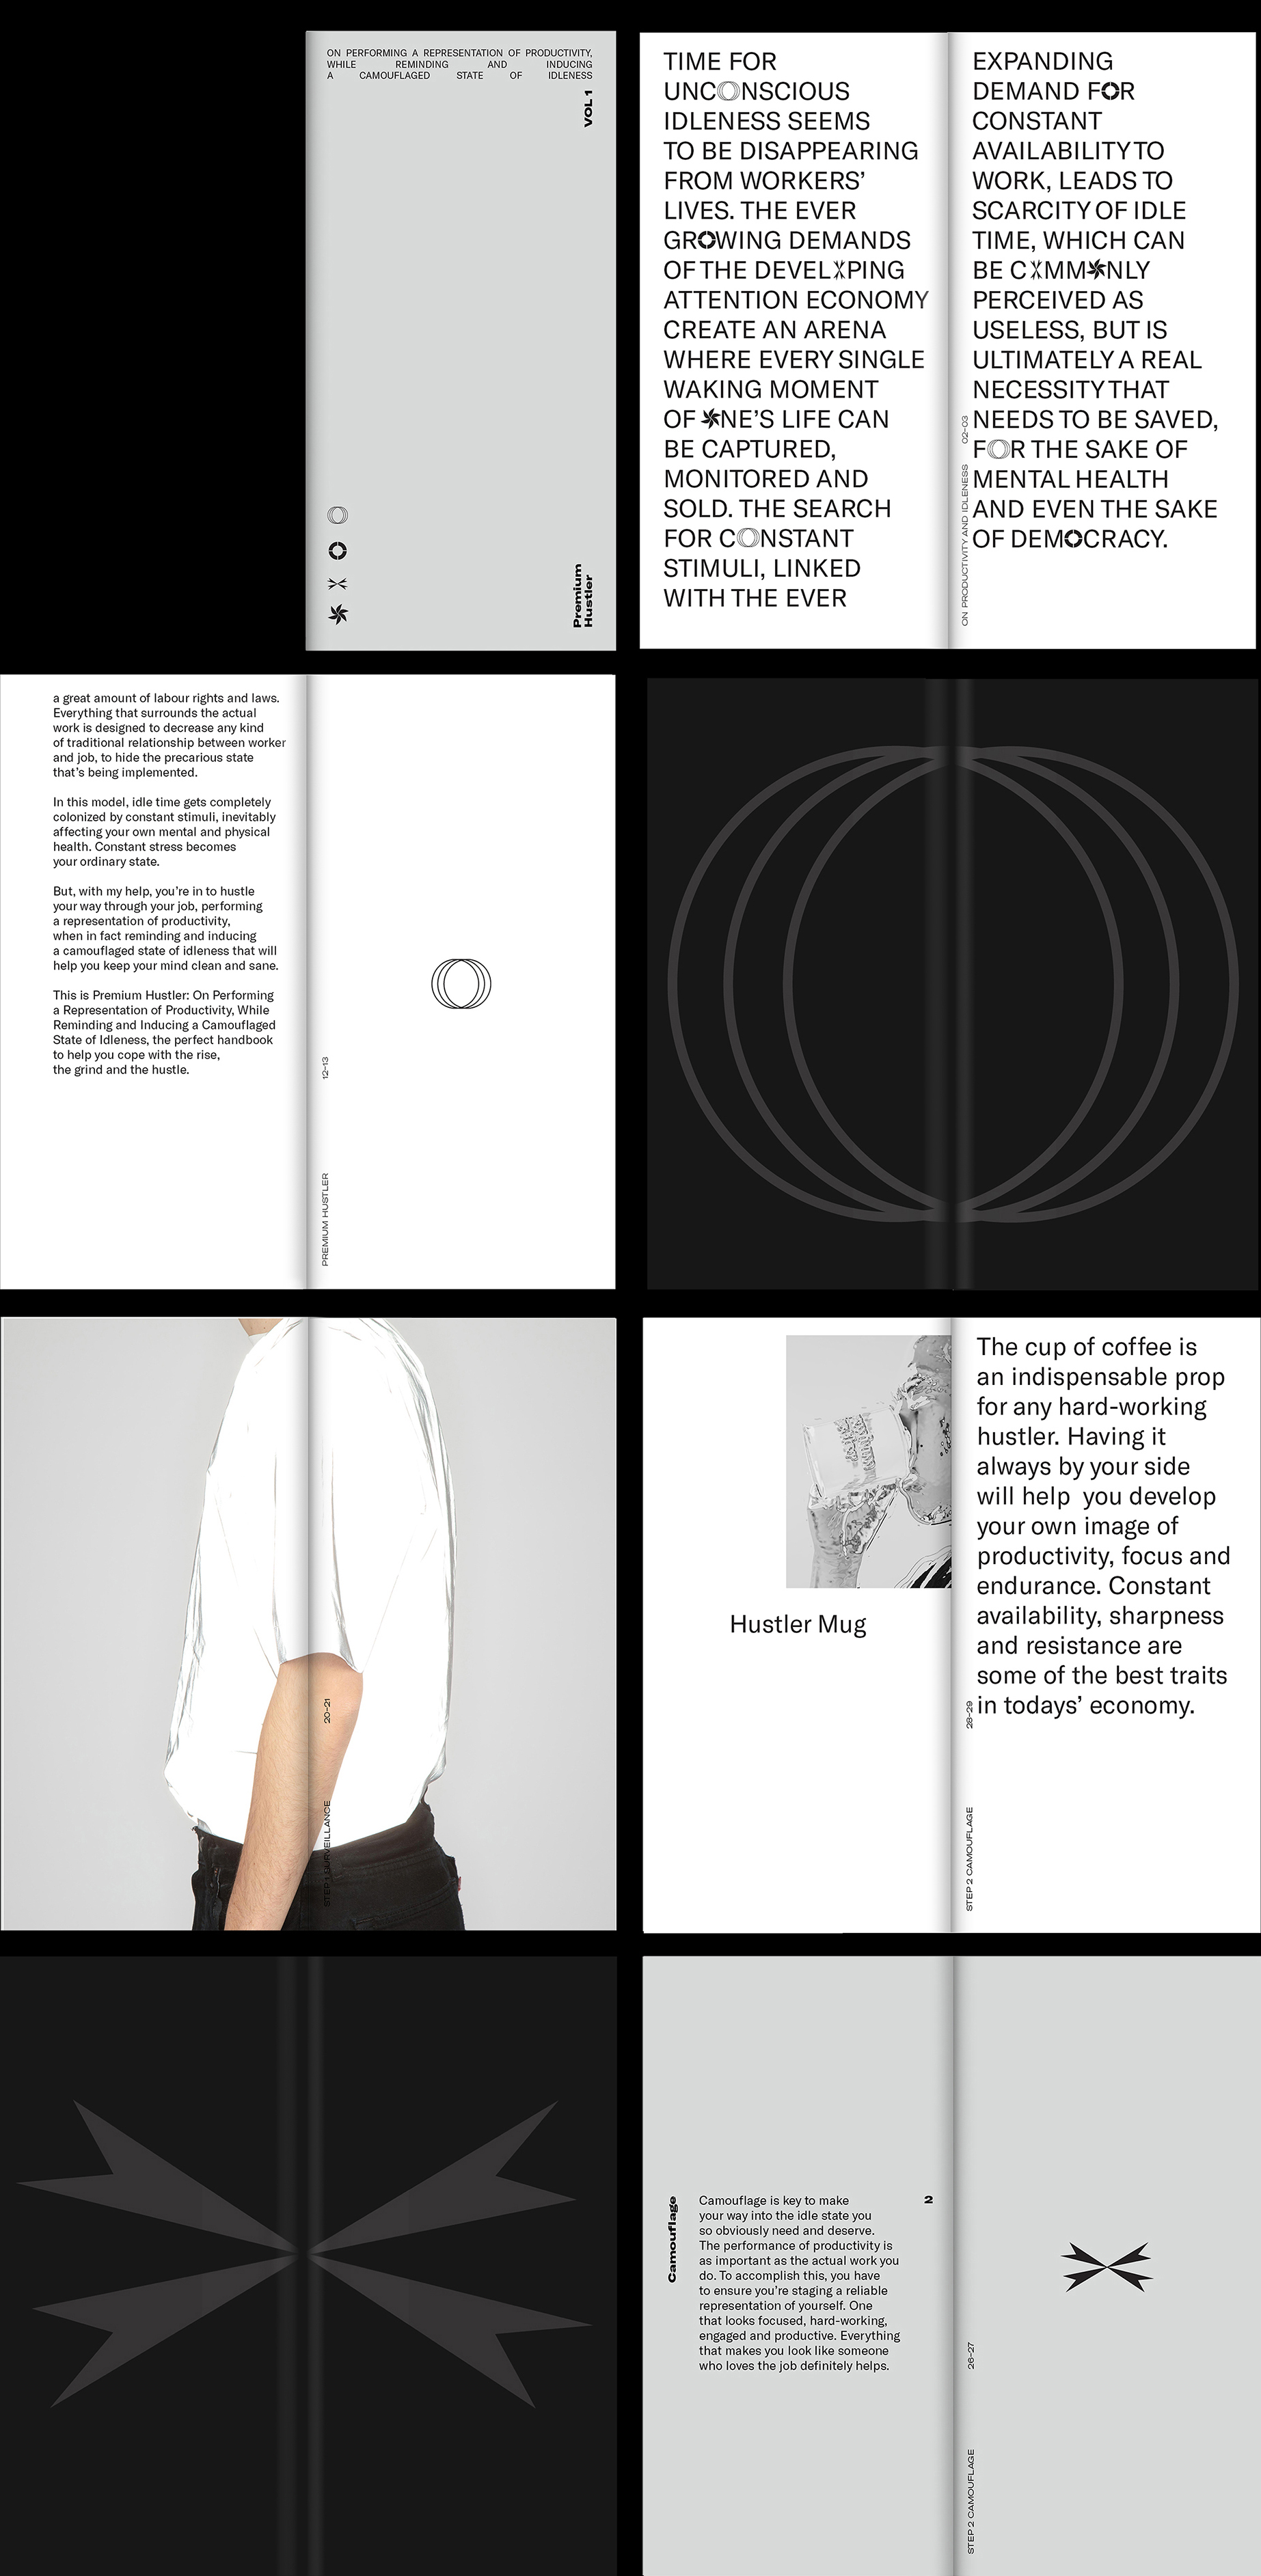 ON PERFORMING A REPRESENTATION OF PRODUCTIVITY,
WHILE REMINDING AND INDUCING
A CAMOUFLAGED STATE OF IDLENESS
VOL 1
Premium
Hustler
TIME FOR
UNCONSCIOUS
IDLENESS SEEMS
TO BE DISAPPEARING
FROM WORKERS’
LIVES. THE EVER
GROWING DEMANDS
OF THE DEVELOPING
ATTENTION ECONOMY
CREATE AN ARENA
WHERE EVERY SINGLE
WAKING MOMENT
OF ONE’S LIFE CAN
BE CAPTURED,
MONITORED AND
SOLD. THE SEARCH
FOR CONSTANT
STIMULI, LINKED
WITH THE EVER
EXPANDING
DEMAND FOR
CONSTANT
AVAILABILITY TO
WORK, LEADS TO
SCARCITY OF IDLE
TIME, WHICH CAN
BE COMMONLY
PERCEIVED AS
USELESS, BUT IS
ULTIMATELY A REAL
NECESSITY THAT
NEEDS TO BE SAVED,
FOR THE SAKE OF
MENTAL HEALTH
AND EVEN THE SAKE
OF DEMOCRACY.
ON PRODUCTIVITY AND IDLENESS 02–03
a great amount of labour rights and laws.
Everything that surrounds the actual
work is designed to decrease any kind
of traditional relationship between worker
and job, to hide the precarious state
that’s being implemented.
In this model, idle time gets completely
colonized by constant stimuli, inevitably
affecting your own mental and physical
health. Constant stress becomes
your ordinary state.
But, with my help, you’re in to hustle
your way through your job, performing
a representation of productivity,
when in fact reminding and inducing
a camouflaged state of idleness that will
help you keep your mind clean and sane.
This is Premium Hustler: On Performing
a Representation of Productivity, While
Reminding and Inducing a Camouflaged
State of Idleness, the perfect handbook
to help you cope with the rise,
the grind and the hustle.
PREMIUM HUSTLER 12–13
STEP 1 SURVEILLANCE 20–21
Hustler Mug
The cup of coffee is
an indispensable prop
for any hard-working
hustler. Having it
always by your side
will help you develop
your own image of
productivity, focus and
endurance. Constant
availability, sharpness
and resistance are
some of the best traits
in todays’ economy.
STEP 2 CAMOUFLAGE 28–29
Camouflage
2
Camouflage is key to make
your way into the idle state you
so obviously need and deserve.
The performance of productivity is
as important as the actual work you
do. To accomplish this, you have
to ensure you’re staging a reliable
representation of yourself. One
that looks focused, hard-working,
engaged and productive. Everything
that makes you look like someone
who loves the job definitely helps.
STEP 2 CAMOUFLAGE 26–27